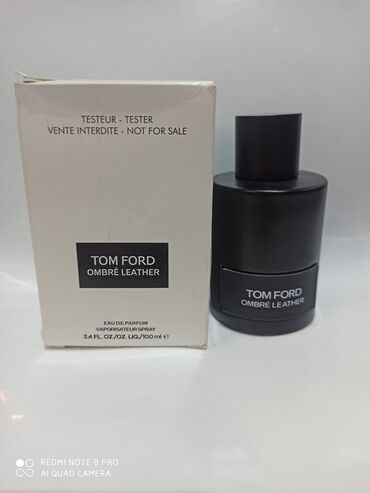 TESTEUR - TESTER
VENTE INTERDITE - NOT FOR SALE
TOM FORD
OMBRÉ LEATHER
EAU DE PARFUM
VAPORISATEUR SPRAY
3.4 FL. OZ./OZ. LIQ/100 ml ℮
TOM FORD
OMBRÉ LEATHER
REDMI NOTE 8 PRO
AI QUAD CAMERA